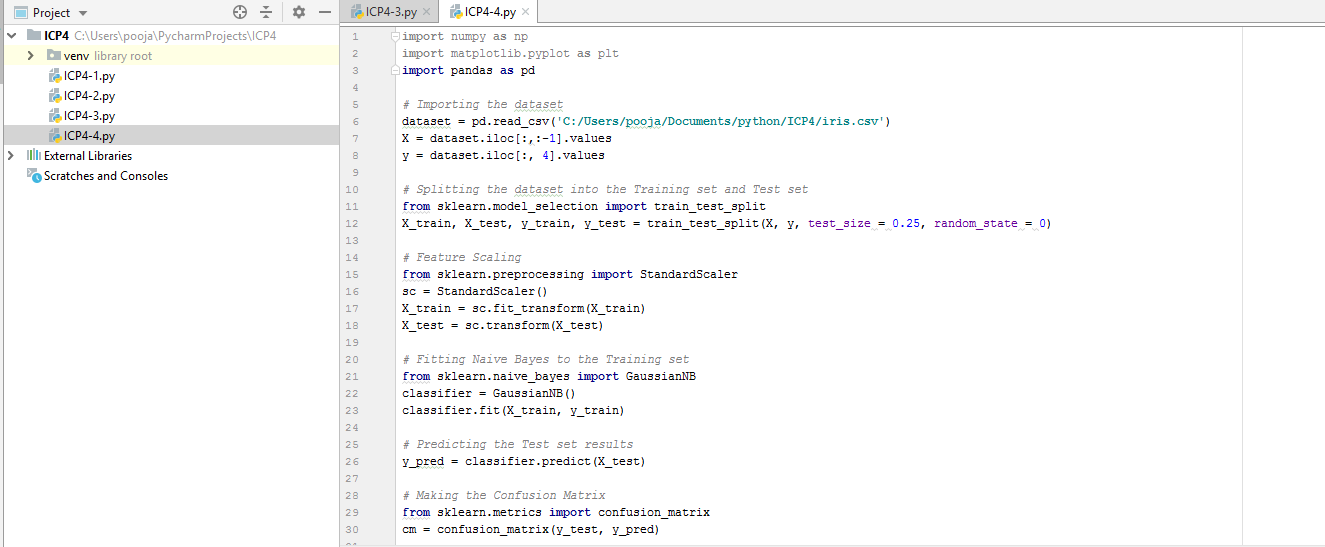 Project
ICP4 C:\Users\pooja\PycharmProjects\ICP4
venv library root
ICP4-1.py
ICP4-2.py
ICP4-3.py
ICP4-4.py
External Libraries
Scratches and Consoles
ICP4-3.py ICP4-4.py
1 import numpy as np
2 import matplotlib.pyplot as plt
3 import pandas as pd
4
5 # Importing the dataset
6 dataset = pd.read_csv('C:/Users/pooja/Documents/python/ICP4/iris.csv')
7 X = dataset.iloc[:,:-1].values
8 y = dataset.iloc[:, 4].values
9
10 # Splitting the dataset into the Training set and Test set
11 from sklearn.model_selection import train_test_split
12 X_train, X_test, y_train, y_test = train_test_split(X, y, test_size = 0.25, random_state = 0)
13
14 # Feature Scaling
15 from sklearn.preprocessing import StandardScaler
16 sc = StandardScaler()
17 X_train = sc.fit_transform(X_train)
18 X_test = sc.transform(X_test)
19
20 # Fitting Naive Bayes to the Training set
21 from sklearn.naive_bayes import GaussianNB
22 classifier = GaussianNB()
23 classifier.fit(X_train, y_train)
24
25 # Predicting the Test set results
26 y_pred = classifier.predict(X_test)
27
28 # Making the Confusion Matrix
29 from sklearn.metrics import confusion_matrix
30 cm = confusion_matrix(y_test, y_pred)